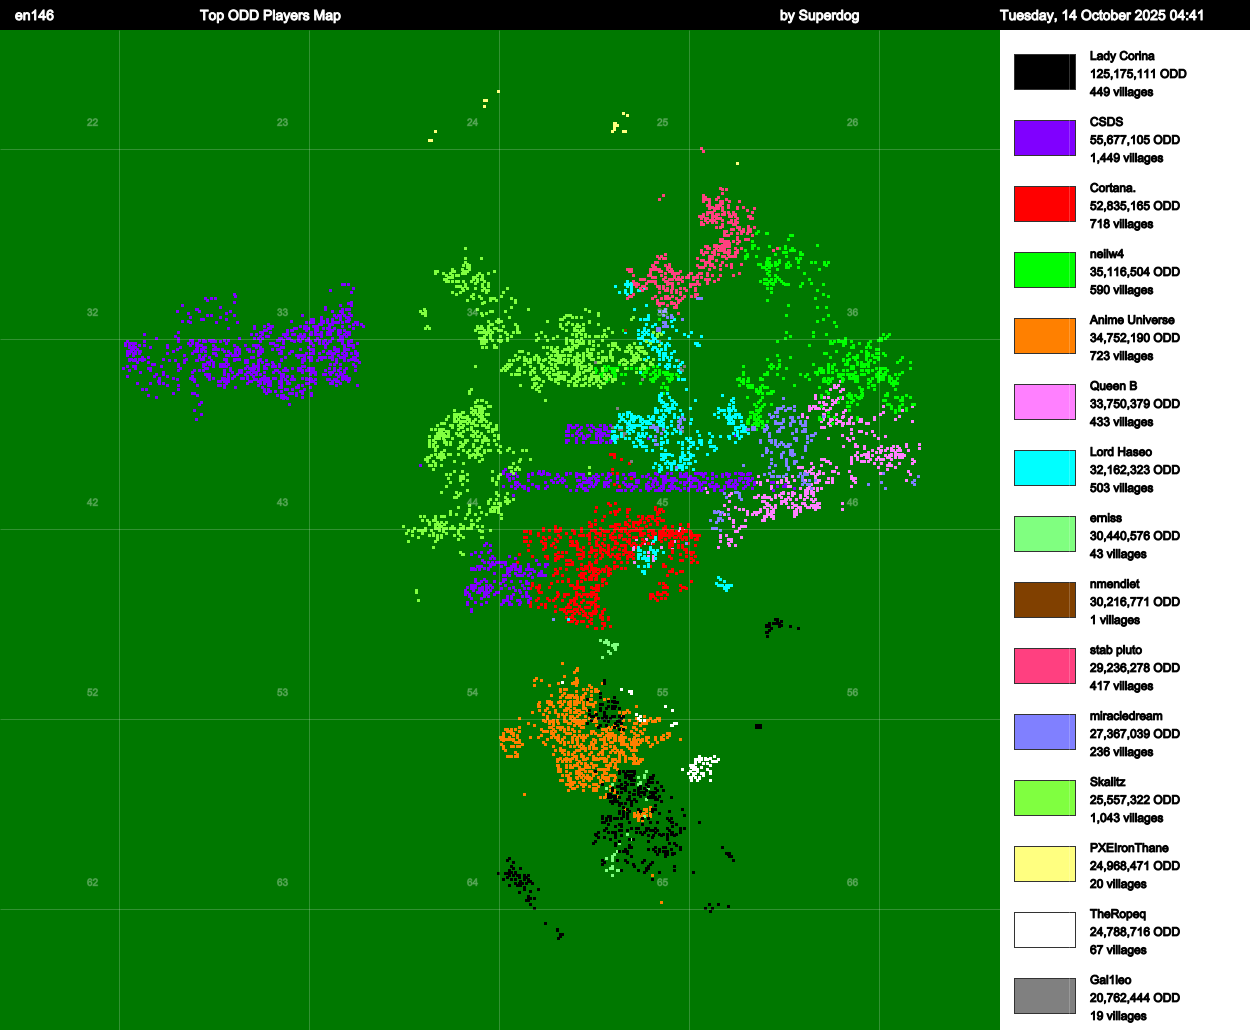 en146 Top ODD Players Map by Superdog Tuesday, 14 October 2025 04:41
Lady Corina
125,175,111 ODD
449 villages
CSDS
55,677,105 ODD
1,449 villages
Cortana.
52,835,165 ODD
718 villages
neilw4
35,116,504 ODD
590 villages
Anime Universe
34,752,190 ODD
723 villages
Queen B
33,750,379 ODD
433 villages
Lord Haseo
32,162,323 ODD
503 villages
emiss
30,440,576 ODD
43 villages
nmendiet
30,216,771 ODD
1 villages
stab pluto
29,236,278 ODD
417 villages
miracledream
27,367,039 ODD
236 villages
Skalitz
25,557,322 ODD
1,043 villages
PXEIronThane
24,968,471 ODD
20 villages
TheRopeq
24,788,716 ODD
67 villages
Gal1leo
20,762,444 ODD
19 villages
22 23 24 25 26
32 33 34 36
42 43 44 45 46
52 53 54 55 56
62 63 64 65 66